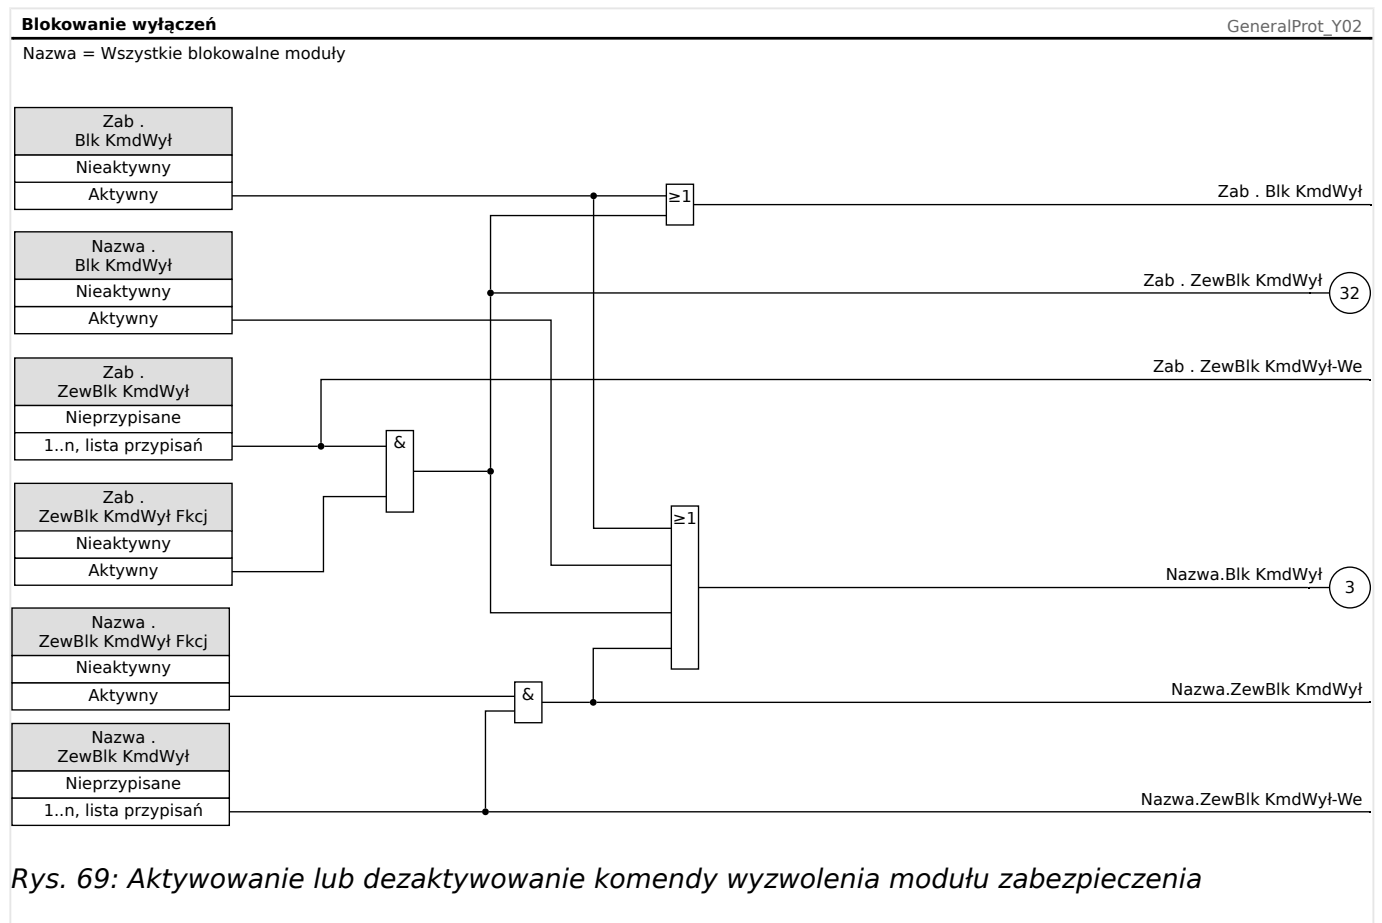 Blokowanie wyłączeń
GeneralProt_Y02
Nazwa = Wszystkie blokowalne moduły
Zab .
Blk KmdWył
Nieaktywny
Aktywny
≥1
Zab . Blk KmdWył
Nazwa .
Blk KmdWył
Nieaktywny
Aktywny
Zab . ZewBlk KmdWył
32
Zab .
ZewBlk KmdWył
Nieprzypisane
1..n, lista przypisań
Zab . ZewBlk KmdWył-We
&
Zab .
ZewBlk KmdWył Fkcj
Nieaktywny
Aktywny
≥1
Nazwa.Blk KmdWył
3
Nazwa .
ZewBlk KmdWył Fkcj
Nieaktywny
Aktywny
&
Nazwa.ZewBlk KmdWył
Nazwa .
ZewBlk KmdWył
Nieprzypisane
1..n, lista przypisań
Nazwa.ZewBlk KmdWył-We
Rys. 69: Aktywowanie lub dezaktywowanie komendy wyzwolenia modułu zabezpieczenia